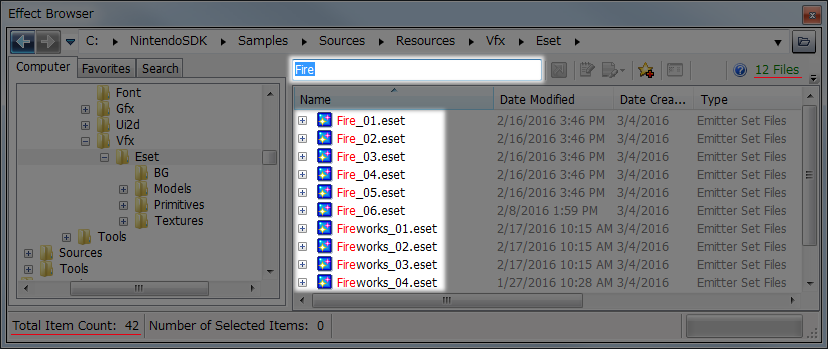 Effect Browser
C: NintendoSDK Samples Sources Resources Vfx Eset
Computer Favorites Search
Fire
12 Files
Font
Gfx
Ui2d
Vfx
Eset
BG
Models
Primitives
Textures
Tools
Sources
Tools
Name Date Modified Date Crea... Type
Fire_01.eset 2/16/2016 3:46 PM 3/4/2016 Emitter Set Files
Fire_02.eset 2/16/2016 3:46 PM 3/4/2016 Emitter Set Files
Fire_03.eset 2/16/2016 3:46 PM 3/4/2016 Emitter Set Files
Fire_04.eset 2/16/2016 3:46 PM 3/4/2016 Emitter Set Files
Fire_05.eset 2/16/2016 3:46 PM 3/4/2016 Emitter Set Files
Fire_06.eset 2/8/2016 1:59 PM 3/4/2016 Emitter Set Files
Fireworks_01.eset 2/17/2016 10:15 AM 3/4/2016 Emitter Set Files
Fireworks_02.eset 2/17/2016 10:15 AM 3/4/2016 Emitter Set Files
Fireworks_03.eset 2/17/2016 10:15 AM 3/4/2016 Emitter Set Files
Fireworks_04.eset 1/27/2016 10:28 AM 3/4/2016 Emitter Set Files
Total Item Count: 42 Number of Selected Items: 0